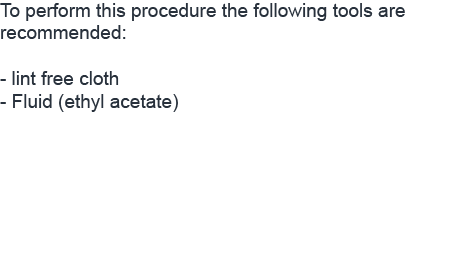 To perform this procedure the following tools are
recommended:
- lint free cloth
- Fluid (ethyl acetate)